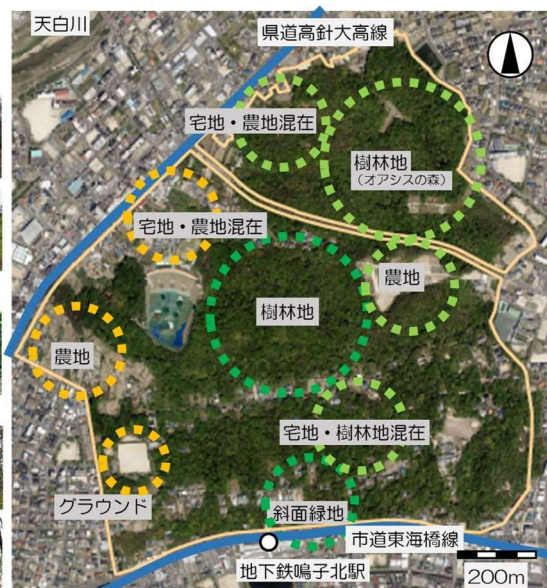 天白川
県道高針大高線
宅地・農地混在
樹林地
(オアシスの森)
宅地・農地混在
農地
樹林地
農地
宅地・樹林地混在
グラウンド
斜面緑地
市道東海橋線
地下鉄鳴子北駅
200m